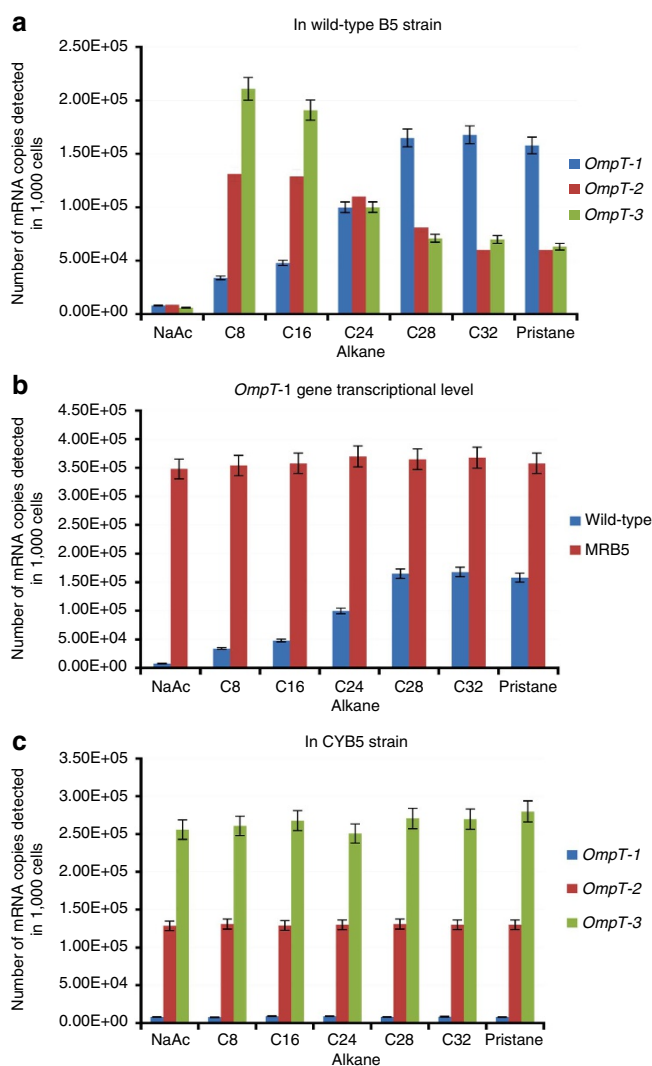 a
In wild-type B5 strain
Number of mRNA copies detected
in 1,000 cells
2.50E+05
2.00E+05
1.50E+05
1.00E+05
5.00E+04
0.00E+00
NaAc C8 C16 C24 C28 C32 Pristane
Alkane
OmpT-1
OmpT-2
OmpT-3
b
OmpT-1 gene transcriptional level
Number of mRNA copies detected
in 1,000 cells
4.50E+05
4.00E+05
3.50E+05
3.00E+05
2.50E+05
2.00E+05
1.50E+05
1.00E+05
5.00E+04
0.00E+00
NaAc C8 C16 C24 C28 C32 Pristane
Alkane
Wild-type
MRB5
c
In CYB5 strain
Number of mRNA copies detected
in 1,000 cells
3.50E+05
3.00E+05
2.50E+05
2.00E+05
1.50E+05
1.00E+05
5.00E+04
0.00E+00
NaAc C8 C16 C24 C28 C32 Pristane
Alkane
OmpT-1
OmpT-2
OmpT-3